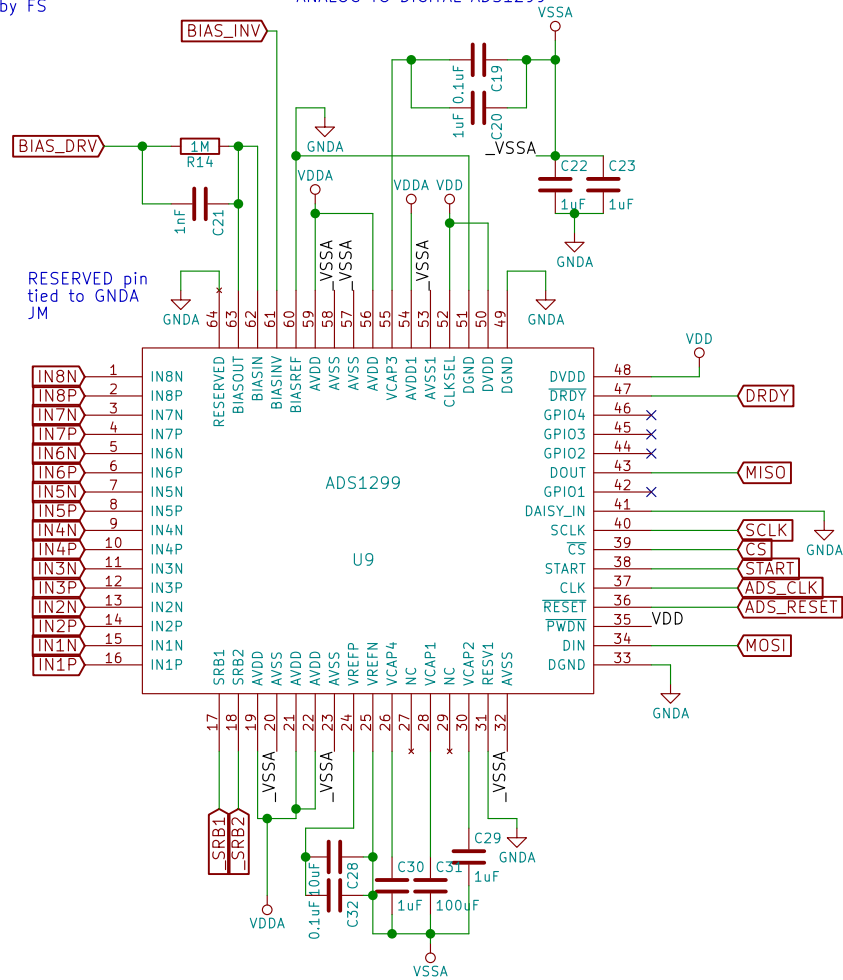 by FS
ANALOG TO DIGITAL ADS1299
VSSA
BIAS_INV
0.1uF
C19
1uF
C20
BIAS_DRV
1M
R14
GNDA
_VSSA
C22
C23
1uF
1uF
1nF
C21
VDDA
VDDA
VDD
_VSSA
_VSSA
_VSSA
GNDA
RESERVED pin
tied to GNDA
JM
GNDA
GNDA
64 63 62 61 60 59 58 57 56 55 54 53 52 51 50 49
RESERVED BIASOUT BIASIN BIASINV BIASREF AVDD AVSS AVSS AVDD VCAP3 AVDD1 AVSS1 CLKSEL DGND DVDD DGND
VDD
IN8N 1 IN8N DVDD 48
IN8P 2 IN8P DRDY 47 DRDY
IN7N 3 IN7N GPIO4 46
IN7P 4 IN7P GPIO3 45
IN6N 5 IN6N GPIO2 44
IN6P 6 IN6P DOUT 43 MISO
ADS1299
IN5N 7 IN5N GPIO1 42
IN5P 8 IN5P DAISY_IN 41
IN4N 9 IN4N SCLK 40 SCLK
IN4P 10 IN4P CS 39 CS
GNDA
U9
IN3N 11 IN3N START 38 START
IN3P 12 IN3P CLK 37 ADS_CLK
IN2N 13 IN2N RESET 36 ADS_RESET
IN2P 14 IN2P PWDN 35 VDD
IN1N 15 IN1N DIN 34 MOSI
IN1P 16 IN1P DGND 33
GNDA
SRB1 SRB2 AVDD AVSS AVDD AVDD AVSS VREFP VREFN VCAP4 NC VCAP1 NC VCAP2 RESV1 AVSS
17 18 19 20 21 22 23 24 25 26 27 28 29 30 31 32
_VSSA
_VSSA
_VSSA
_SRB1
_SRB2
C29
1uF
GNDA
10uF
C28
0.1uF
C32
C30
1uF
C31
100uF
VDDA
VSSA